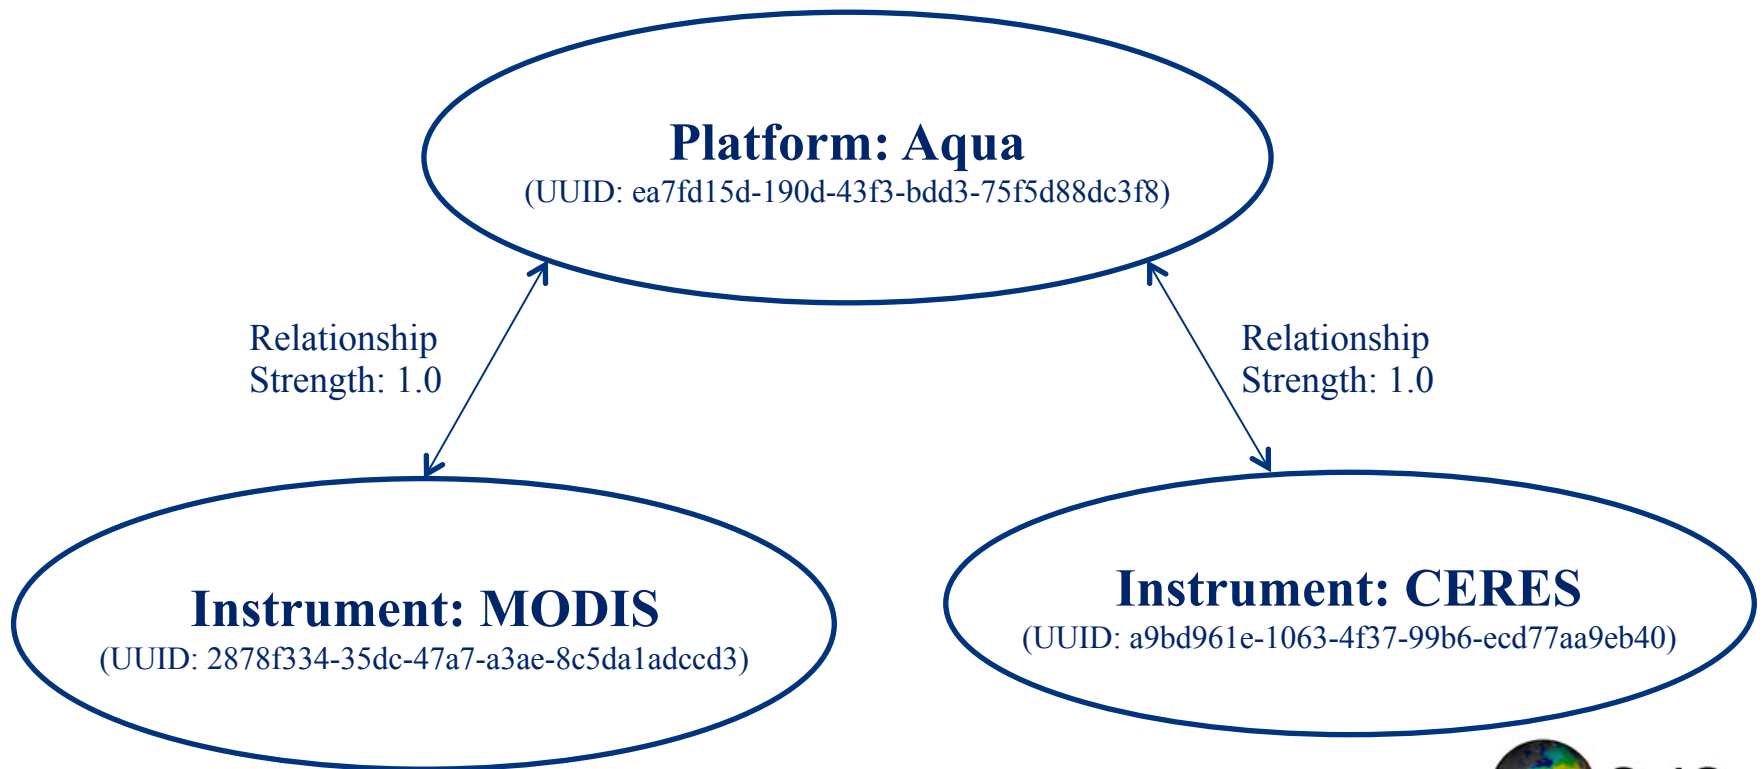 Platform: Aqua
(UUID: ea7fd15d-190d-43f3-bdd3-75f5d88dc3f8)
Relationship
Strength: 1.0
Relationship
Strength: 1.0
Instrument: MODIS
(UUID: 2878f334-35dc-47a7-a3ae-8c5da1adccd3)
Instrument: CERES
(UUID: a9bd961e-1063-4f37-99b6-ecd77aa9eb40)